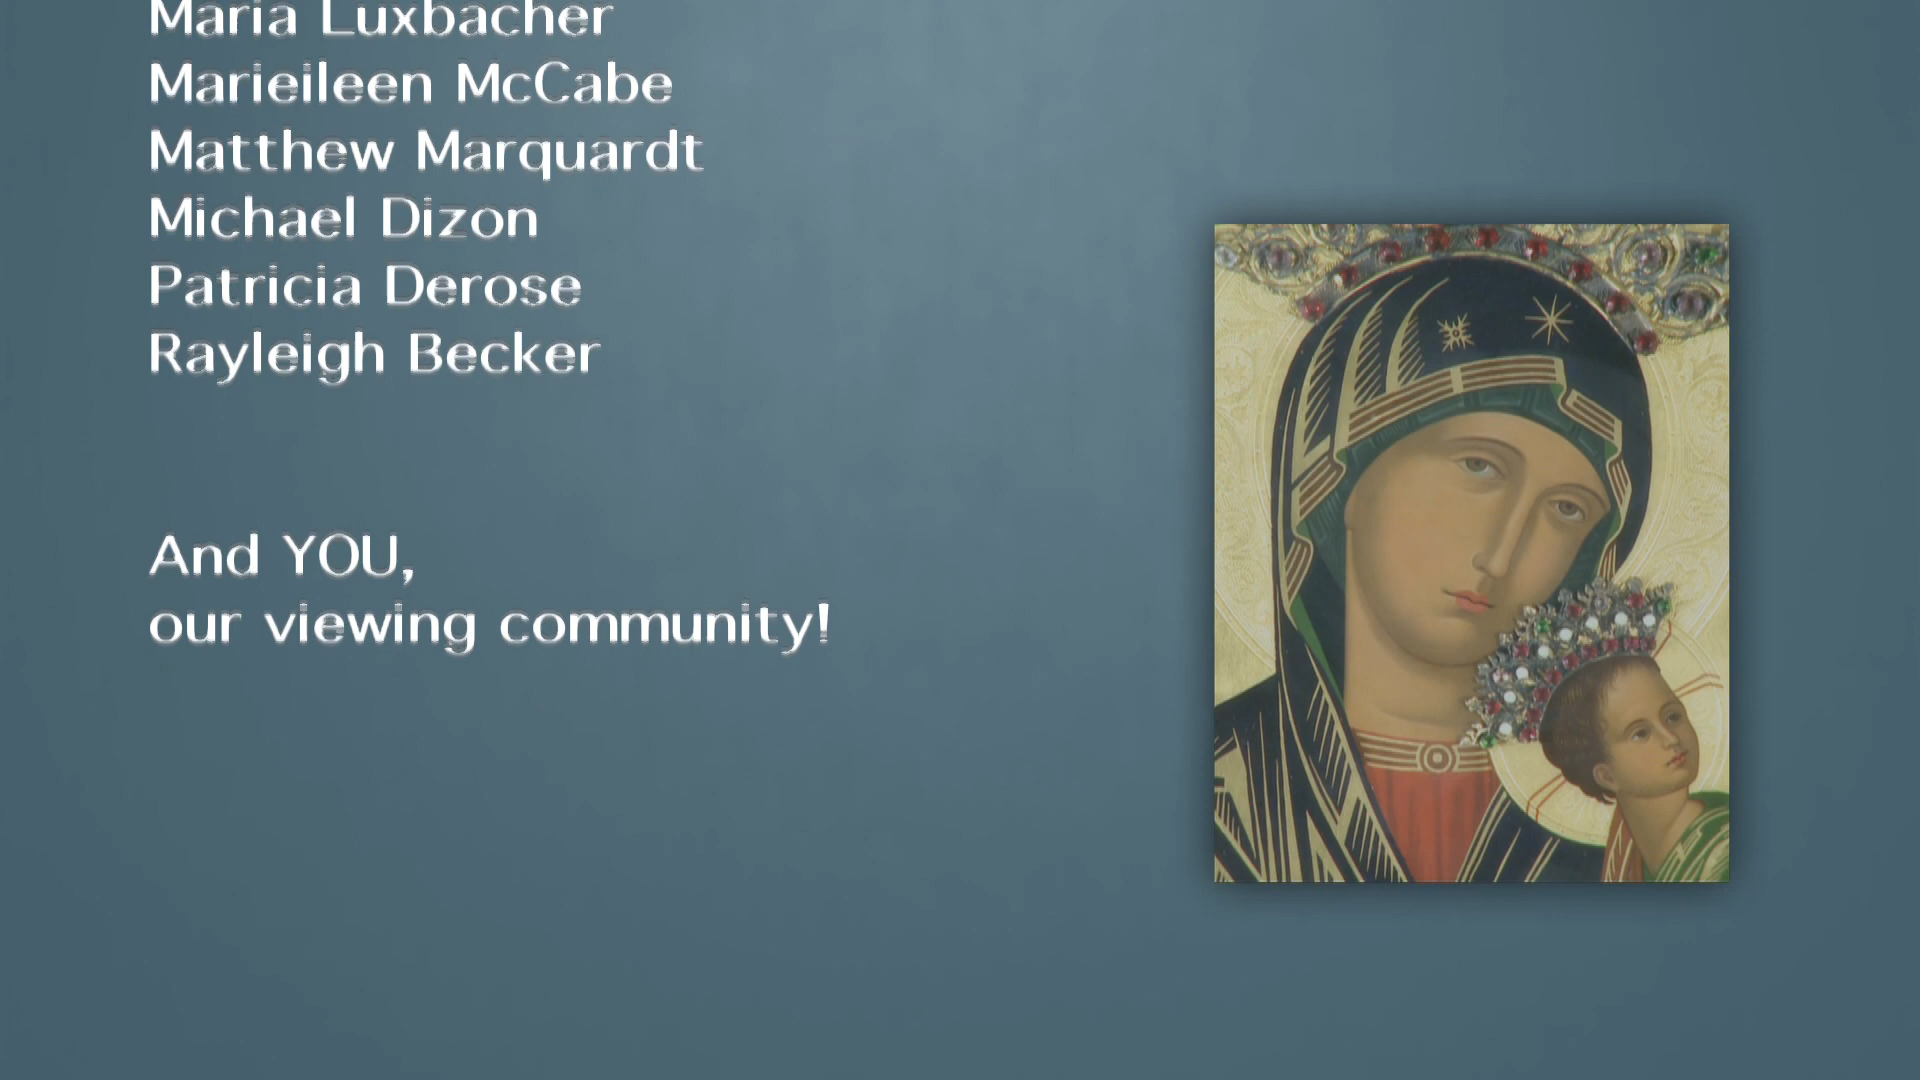 Maria Luxbacher
Marieileen McCabe
Matthew Marquardt
Michael Dizon
Patricia Derose
Rayleigh Becker
And YOU,
our viewing community!